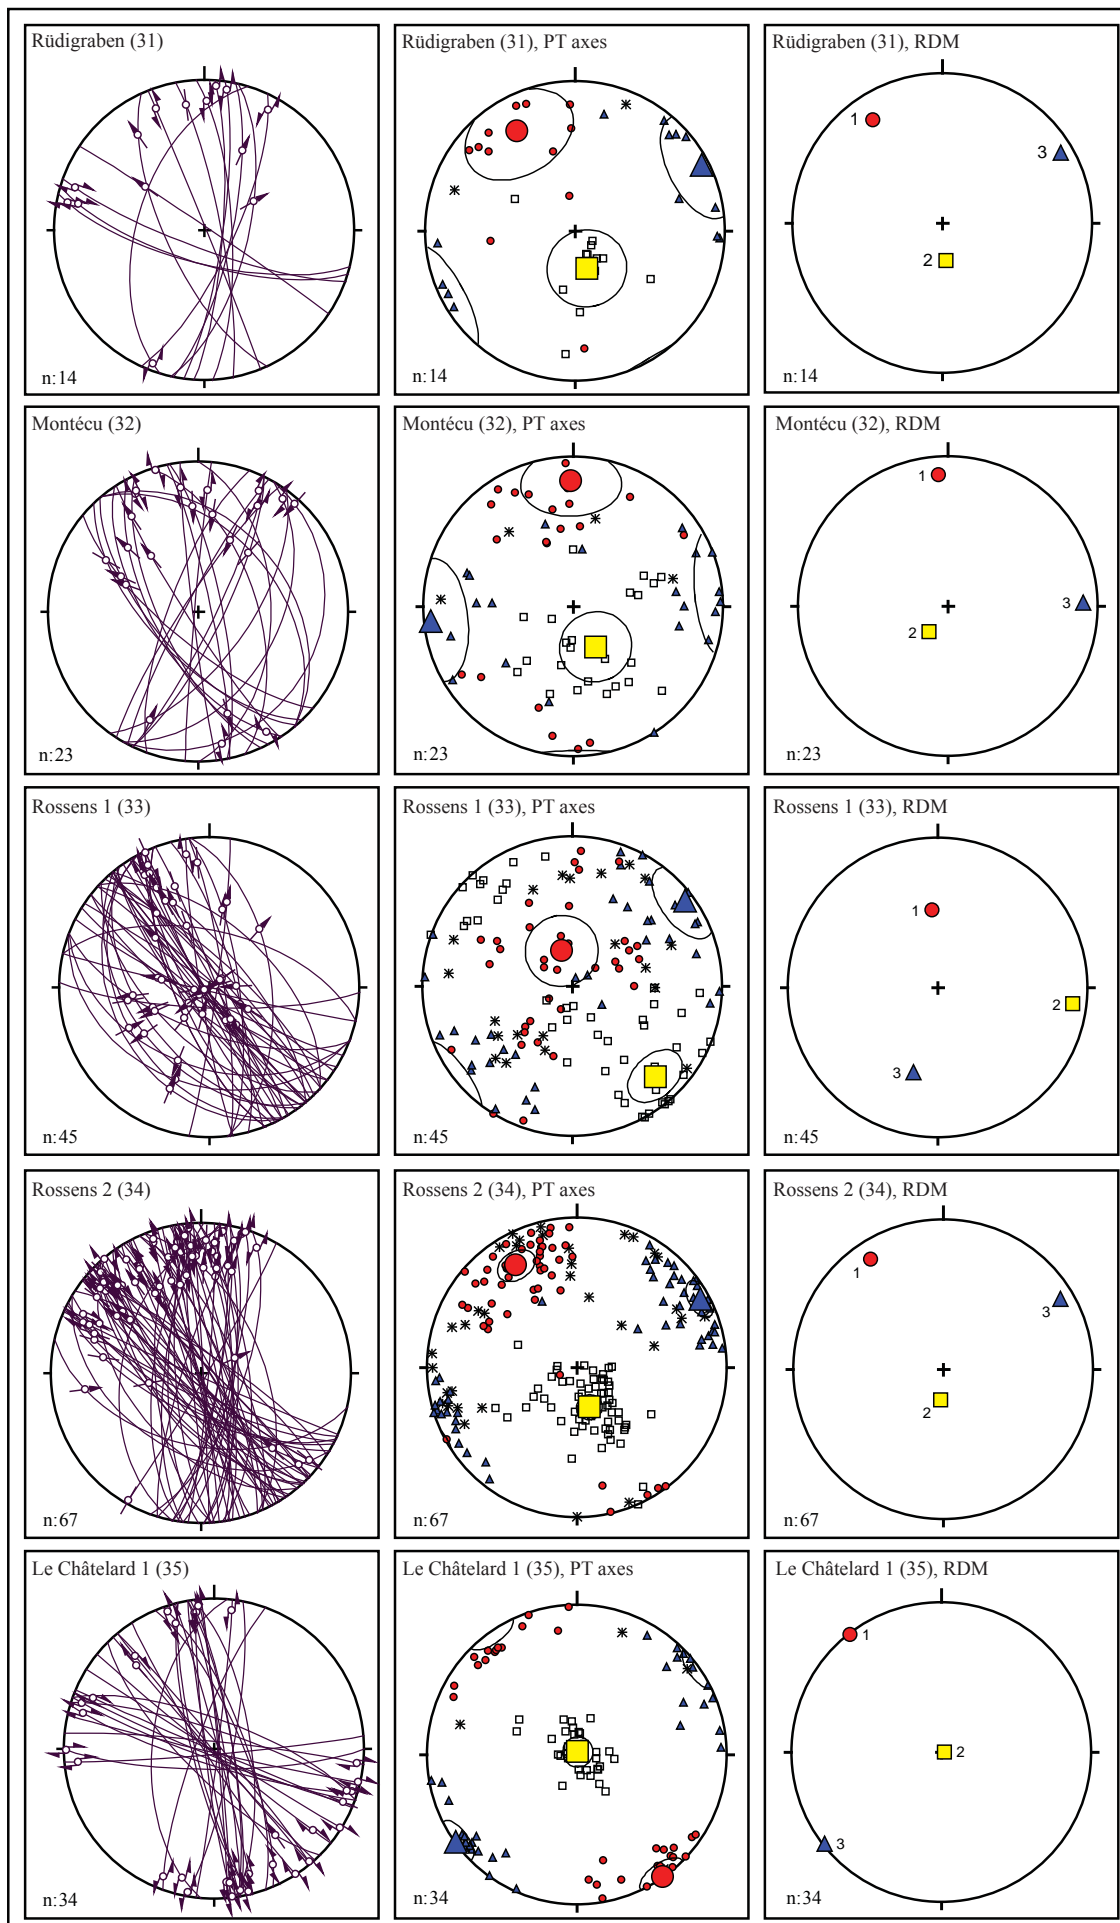 Rüdigraben (31)
n:14
Rüdigraben (31), PT axes
n:14
Rüdigraben (31), RDM
1
3
2
n:14
Montécu (32)
n:23
Montécu (32), PT axes
n:23
Montécu (32), RDM
1
3
2
n:23
Rossens 1 (33)
n:45
Rossens 1 (33), PT axes
n:45
Rossens 1 (33), RDM
1
2
3
n:45
Rossens 2 (34)
n:67
Rossens 2 (34), PT axes
n:67
Rossens 2 (34), RDM
1
3
2
n:67
Le Châtelard 1 (35)
n:34
Le Châtelard 1 (35), PT axes
n:34
Le Châtelard 1 (35), RDM
1
2
3
n:34